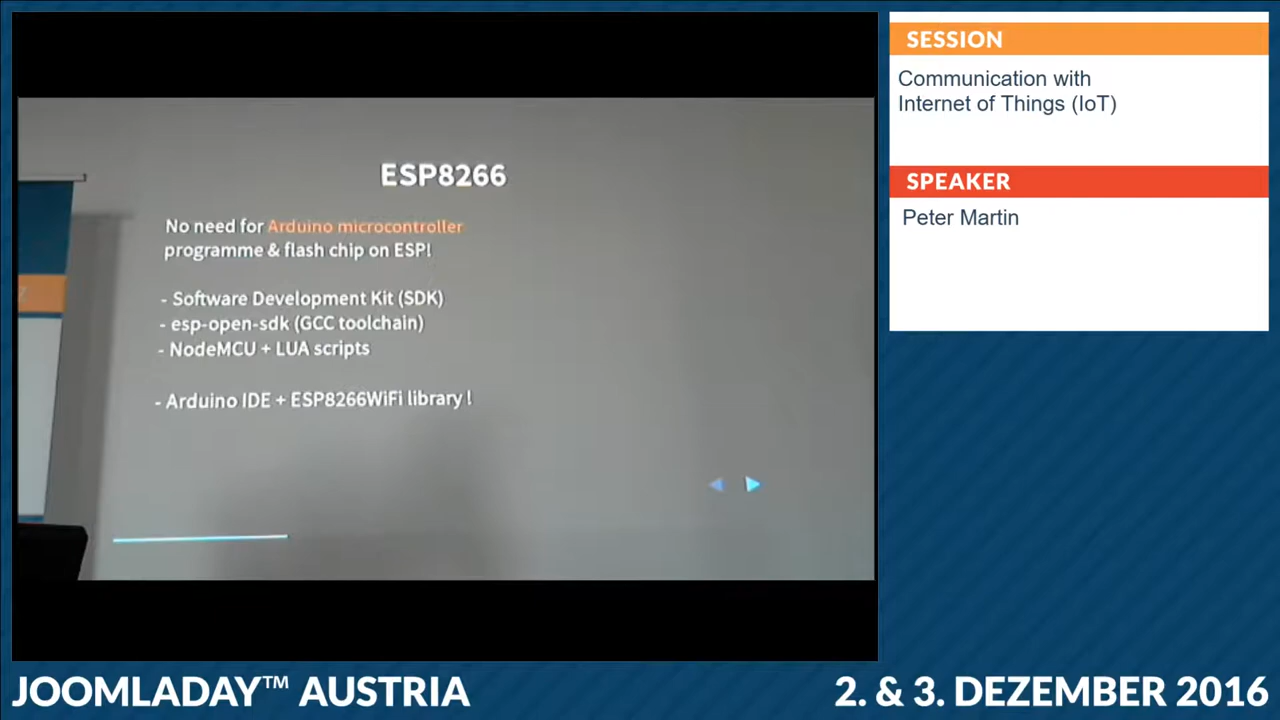 ESP8266
No need for Arduino microcontroller
programme & flash chip on ESP!
- Software Development Kit (SDK)
- esp-open-sdk (GCC toolchain)
- NodeMCU + LUA scripts
- Arduino IDE + ESP8266WiFi library !
SESSION
Communication with
Internet of Things (IoT)
SPEAKER
Peter Martin
JOOMLADAY™ AUSTRIA
2. & 3. DEZEMBER 2016